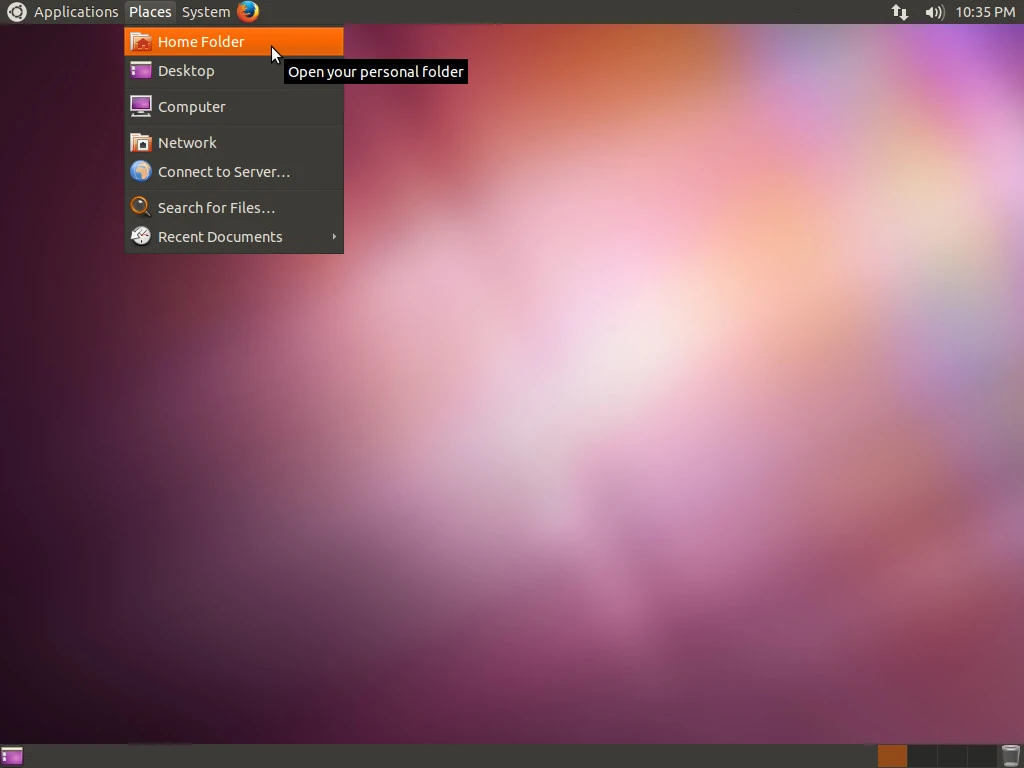 Applications Places System 10:35 PM
Home Folder
Open your personal folder
Desktop
Computer
Network
Connect to Server...
Search for Files...
Recent Documents